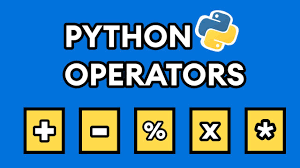 PYTHON
OPERATORS
+ - % x *